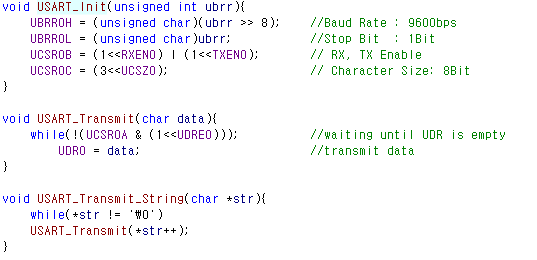 void USART_Init(unsigned int ubrr){
UBRR0H = (unsigned char)(ubrr >> 8); //Baud Rate : 9600bps
UBRR0L = (unsigned char)ubrr; //Stop Bit : 1Bit
UCSR0B = (1<<RXEN0) | (1<<TXEN0); // RX, TX Enable
UCSR0C = (3<<UCSZ0); // Character Size: 8Bit
}
void USART_Transmit(char data){
while(!(UCSR0A & (1<<UDRE0))); //waiting until UDR is empty
UDR0 = data; //transmit data
}
void USART_Transmit_String(char *str){
while(*str != '₩0')
USART_Transmit(*str++);
}